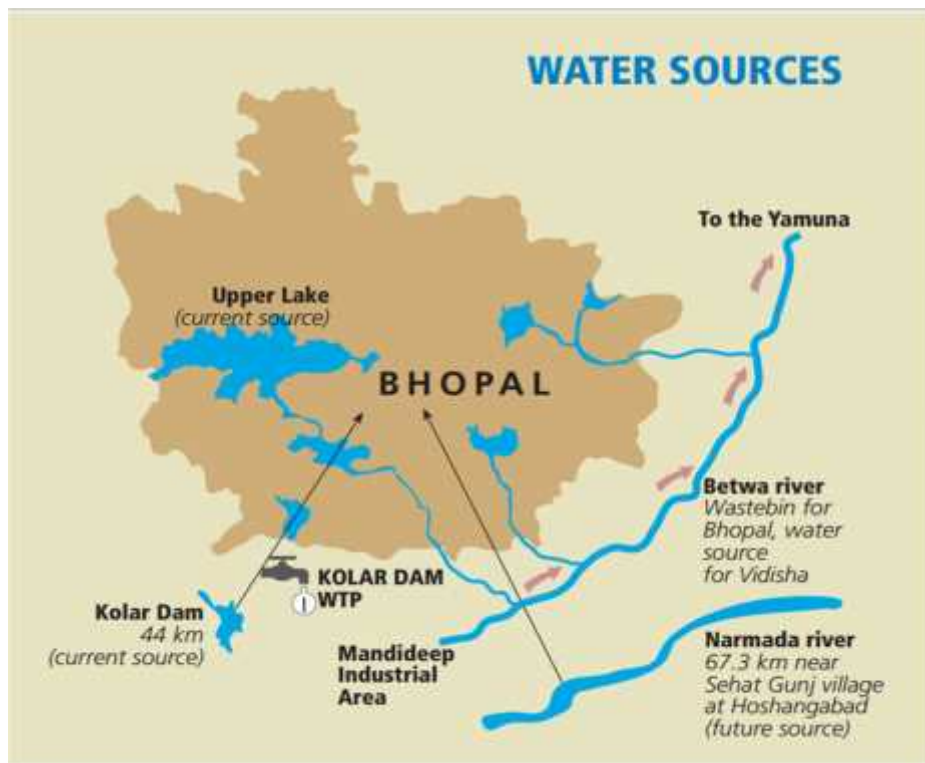 WATER SOURCES
To the Yamuna
Upper Lake
(current source)
BHOPAL
Betwa river
Wastebin for
Bhopal, water
source
for Vidisha
KOLAR DAM
WTP
Kolar Dam
44 km
(current source)
Mandideep
Industrial
Area
Narmada river
67.3 km near
Sehat Gunj village
at Hoshangabad
(future source)